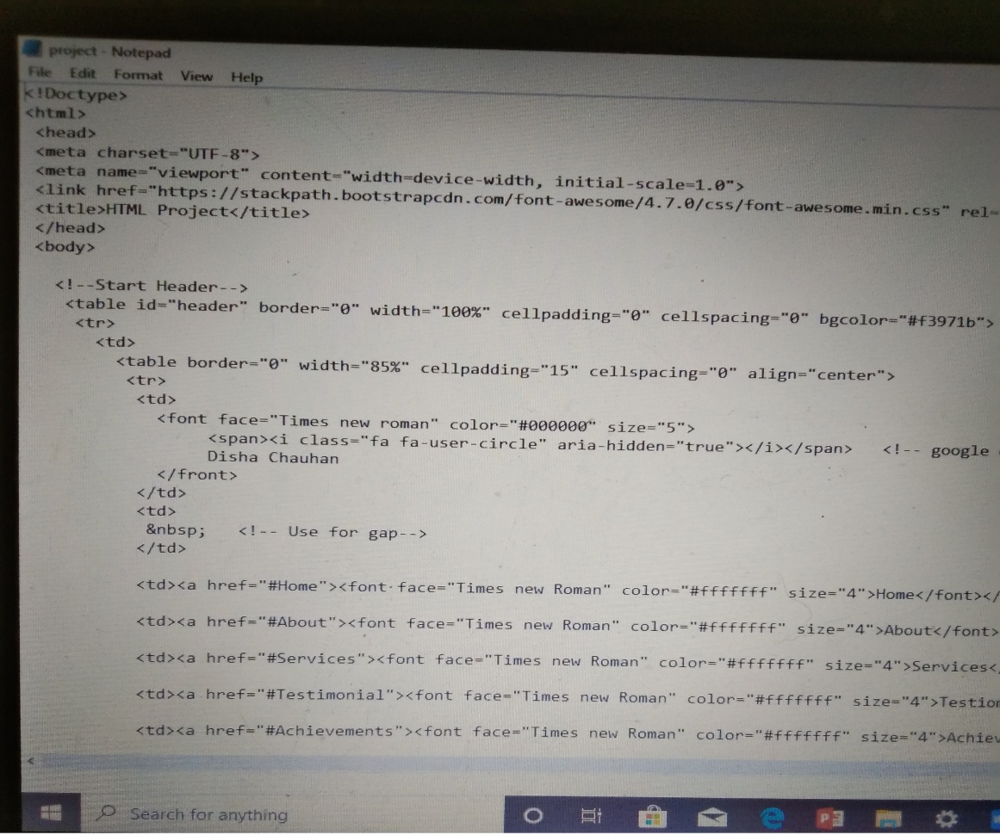 project - Notepad
File Edit Format View Help
<!Doctype>
<html>
<head>
<meta charset="UTF-8">
<meta name="viewport" content="width=device-width, initial-scale=1.0">
<link href="https://stackpath.bootstrapcdn.com/font-awesome/4.7.0/css/font-awesome.min.css" rel=
<title>HTML Project</title>
</head>
<body>
<!--Start Header-->
<table id="header" border="0" width="100%" cellpadding="0" cellspacing="0" bgcolor="#f3971b">
<tr>
<td>
<table border="0" width="85%" cellpadding="15" cellspacing="0" align="center">
<tr>
<td>
<font face="Times new roman" color="#000000" size="5">
<span><i class="fa fa-user-circle" aria-hidden="true"></i></span> <!-- google
Disha Chauhan
</front>
</td>
<td>
&nbsp; <!-- Use for gap-->
</td>
<td><a href="#Home"><font face="Times new Roman" color="#fffffff" size="4">Home</font></
<td><a href="#About"><font face="Times new Roman" color="#fffffff" size="4">About</font>
<td><a href="#Services"><font face="Times new Roman" color="#fffffff" size="4">Services<
<td><a href="#Testimonial"><font face="Times new Roman" color="#fffffff" size="4">Testion
<td><a href="#Achievements"><font face="Times new Roman" color="#fffffff" size="4">Achiev
Search for anything